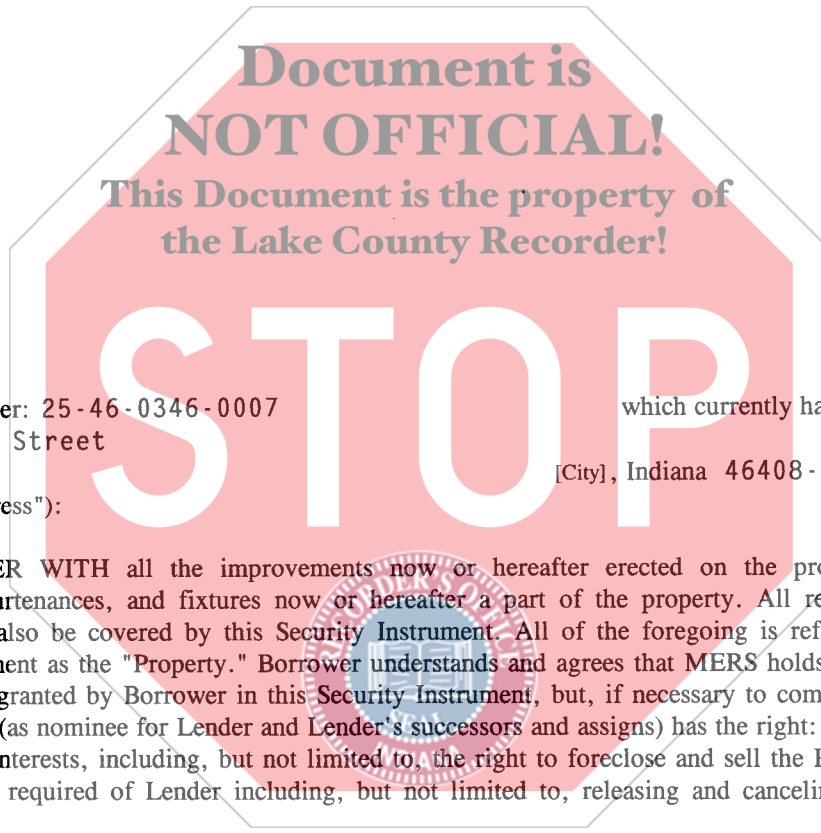 Document is
NOT OFFICIAL!
This Document is the property of
the Lake County Recorder!
STOP
er: 25-46-0346-0007 which currently ha
Street
[City], Indiana 46408-
ess"):
ER WITH all the improvements now or hereafter erected on the pro
urtenances, and fixtures now or hereafter a part of the property. All re
also be covered by this Security Instrument. All of the foregoing is ref
ent as the "Property." Borrower understands and agrees that MERS holds
granted by Borrower in this Security Instrument, but, if necessary to com
(as nominee for Lender and Lender's successors and assigns) has the right:
nterests, including, but not limited to, the right to foreclose and sell the
required of Lender including, but not limited to, releasing and cancelin
RECORDER'S OFFICE
SEAL
INDIANA